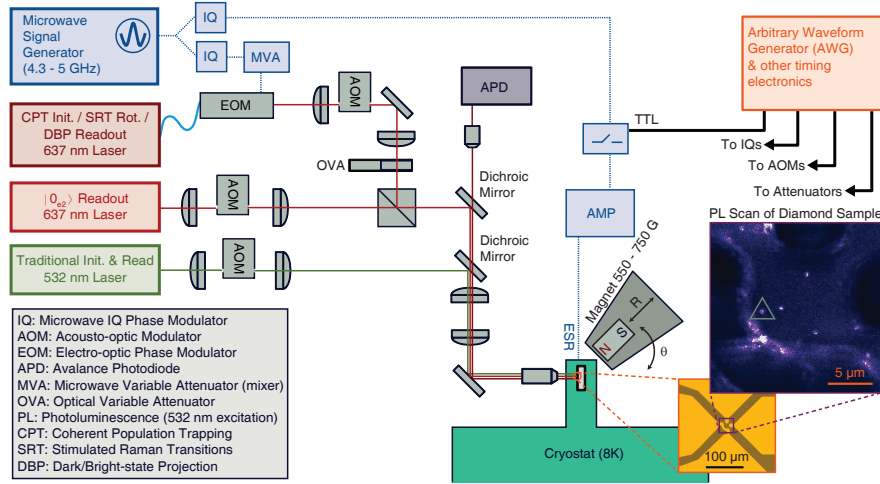 Microwave
Signal
Generator
(4.3 - 5 GHz)
IQ
IQ
MVA
CPT Init. / SRT Rot. /
DBP Readout
637 nm Laser
EOM
AOM
APD
OVA
|0e2⟩ Readout
637 nm Laser
AOM
Dichroic
Mirror
Traditional Init. & Read
532 nm Laser
AOM
Dichroic
Mirror
Arbitrary Waveform
Generator (AWG)
& other timing
electronics
TTL
To IQs
To AOMs
To Attenuators
AMP
PL Scan of Diamond Sample
5 µm
Magnet 550 - 750 G
R
N
S
θ
ESR
Cryostat (8K)
100 µm
IQ: Microwave IQ Phase Modulator
AOM: Acousto-optic Modulator
EOM: Electro-optic Phase Modulator
APD: Avalance Photodiode
MVA: Microwave Variable Attenuator (mixer)
OVA: Optical Variable Attenuator
PL: Photoluminescence (532 nm excitation)
CPT: Coherent Population Trapping
SRT: Stimulated Raman Transitions
DBP: Dark/Bright-state Projection